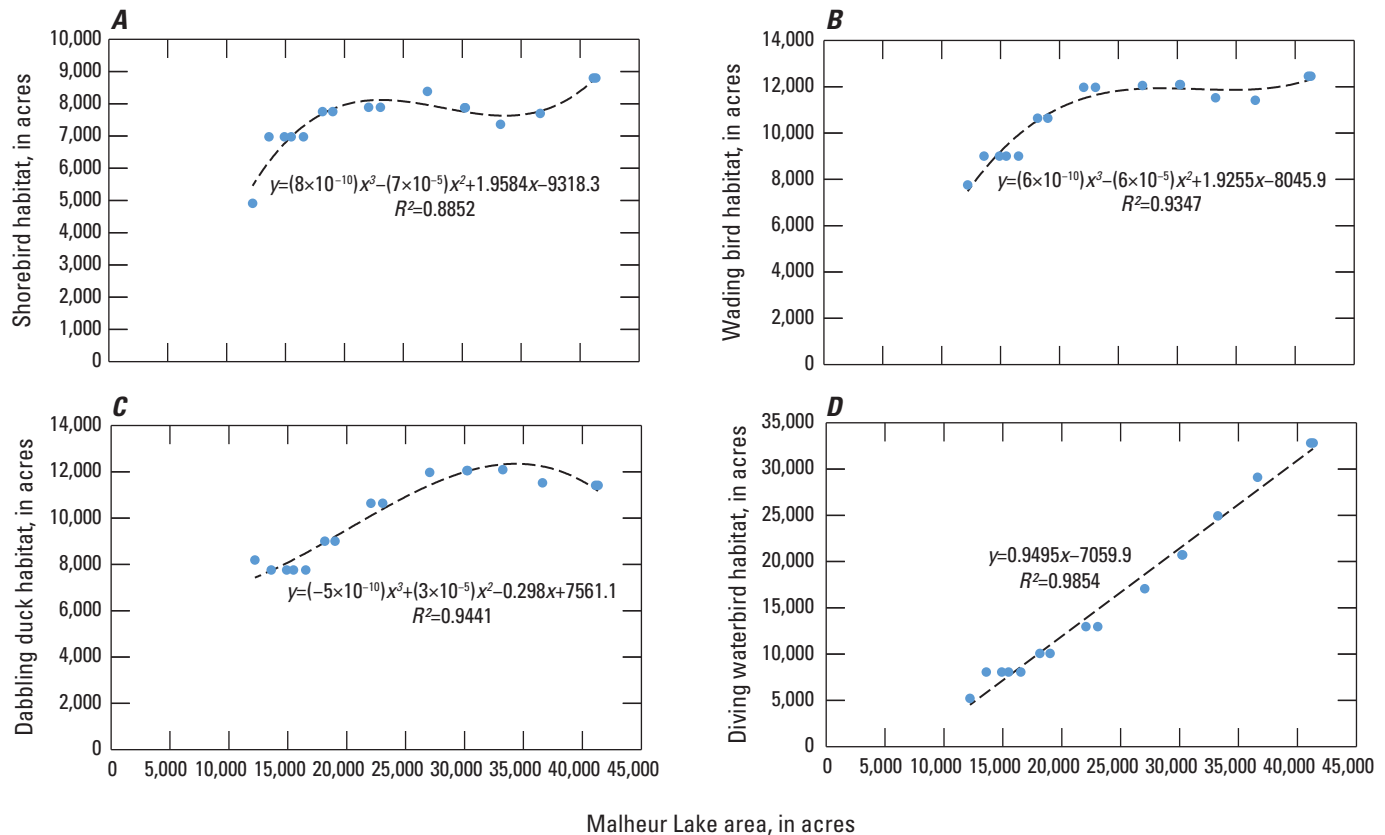 A
10,000
9,000
8,000
7,000
6,000
5,000
4,000
3,000
2,000
1,000
0
Shorebird habitat, in acres
y=(8×10⁻¹⁰)x³−(7×10⁻⁵)x²+1.9584x−9318.3
R²=0.8852
B
14,000
12,000
10,000
8,000
6,000
4,000
2,000
0
Wading bird habitat, in acres
y=(6×10⁻¹⁰)x³−(6×10⁻⁵)x²+1.9255x−8045.9
R²=0.9347
C
14,000
12,000
10,000
8,000
6,000
4,000
2,000
0
Dabbling duck habitat, in acres
y=(−5×10⁻¹⁰)x³+(3×10⁻⁵)x²−0.298x+7561.1
R²=0.9441
0 5,000 10,000 15,000 20,000 25,000 30,000 35,000 40,000 45,000
D
35,000
30,000
25,000
20,000
15,000
10,000
5,000
0
Diving waterbird habitat, in acres
y=0.9495x−7059.9
R²=0.9854
0 5,000 10,000 15,000 20,000 25,000 30,000 35,000 40,000 45,000
Malheur Lake area, in acres